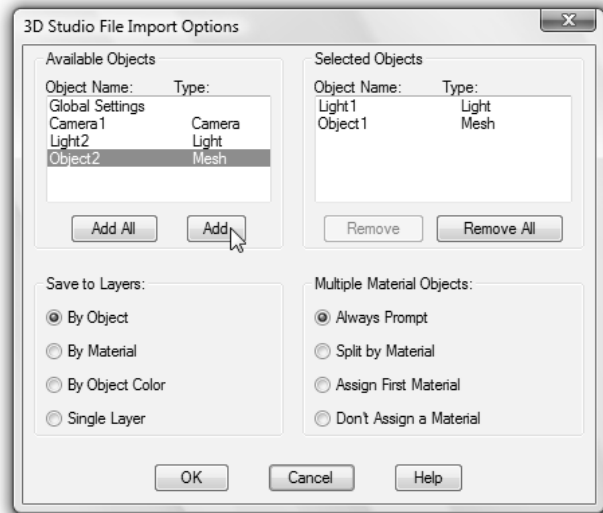 3D Studio File Import Options
Available Objects
Object Name: Type:
Global Settings
Camera1 Camera
Light2 Light
Object2 Mesh
Add All Add
Selected Objects
Object Name: Type:
Light1 Light
Object1 Mesh
Remove Remove All
Save to Layers:
By Object
By Material
By Object Color
Single Layer
Multiple Material Objects:
Always Prompt
Split by Material
Assign First Material
Don't Assign a Material
OK Cancel Help